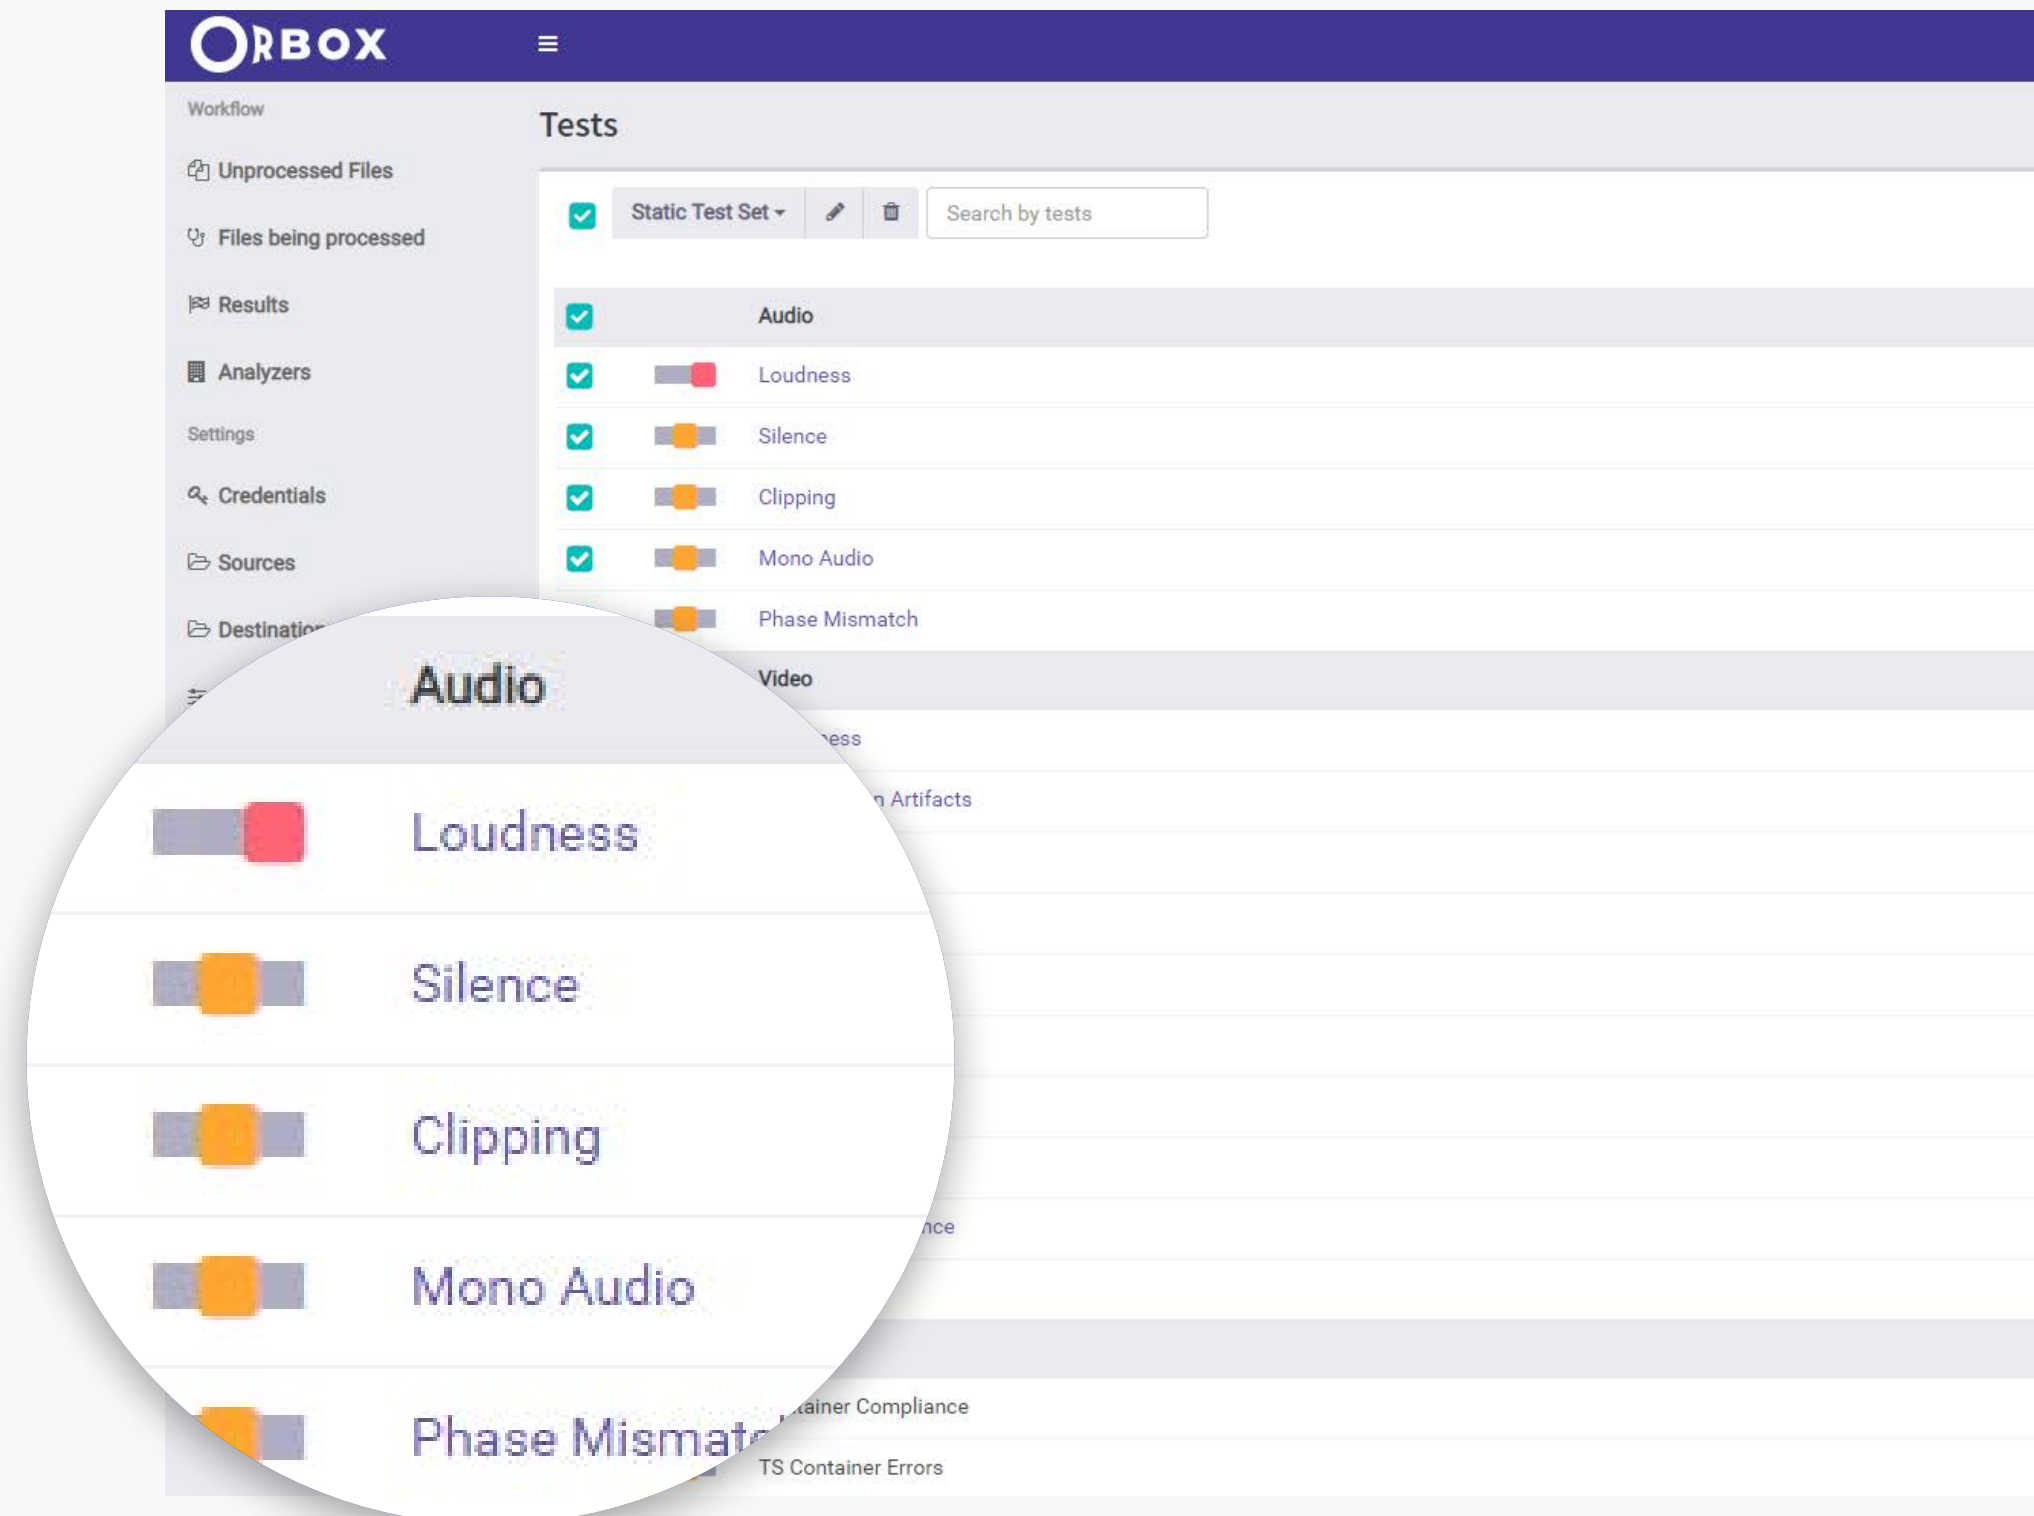 ORBOX
Workflow
Unprocessed Files
Files being processed
Results
Analyzers
Settings
Credentials
Sources
Tests
Static Test Set
Search by tests
Audio
Loudness
Silence
Clipping
Mono Audio
Phase Mismatch
Video
Artifacts
Compliance
TS Container Errors
Audio
Loudness
Silence
Clipping
Mono Audio
Phase